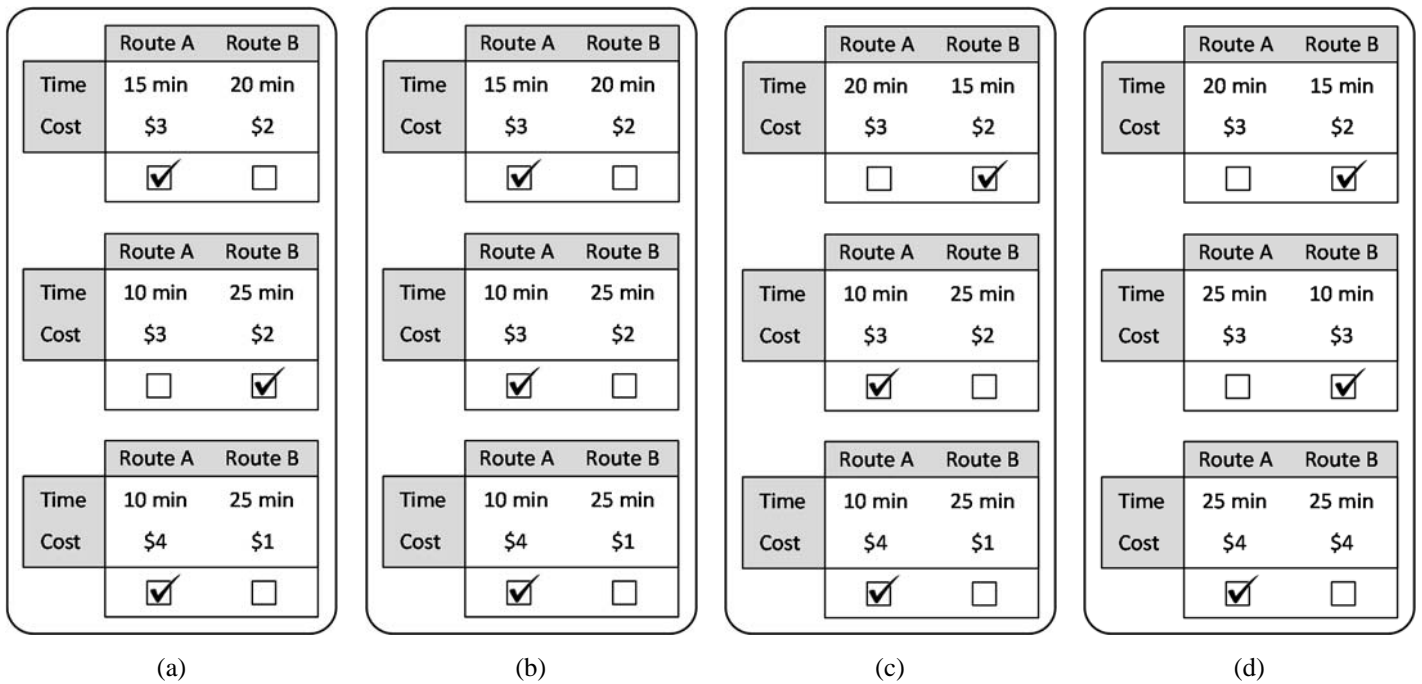 Route A Route B
Time 15 min 20 min
Cost $3 $2
Route A Route B
Time 10 min 25 min
Cost $3 $2
Route A Route B
Time 10 min 25 min
Cost $4 $1
(a)
Route A Route B
Time 15 min 20 min
Cost $3 $2
Route A Route B
Time 10 min 25 min
Cost $3 $2
Route A Route B
Time 10 min 25 min
Cost $4 $1
(b)
Route A Route B
Time 20 min 15 min
Cost $3 $2
Route A Route B
Time 10 min 25 min
Cost $3 $2
Route A Route B
Time 10 min 25 min
Cost $4 $1
(c)
Route A Route B
Time 20 min 15 min
Cost $3 $2
Route A Route B
Time 25 min 10 min
Cost $3 $3
Route A Route B
Time 25 min 25 min
Cost $4 $4
(d)